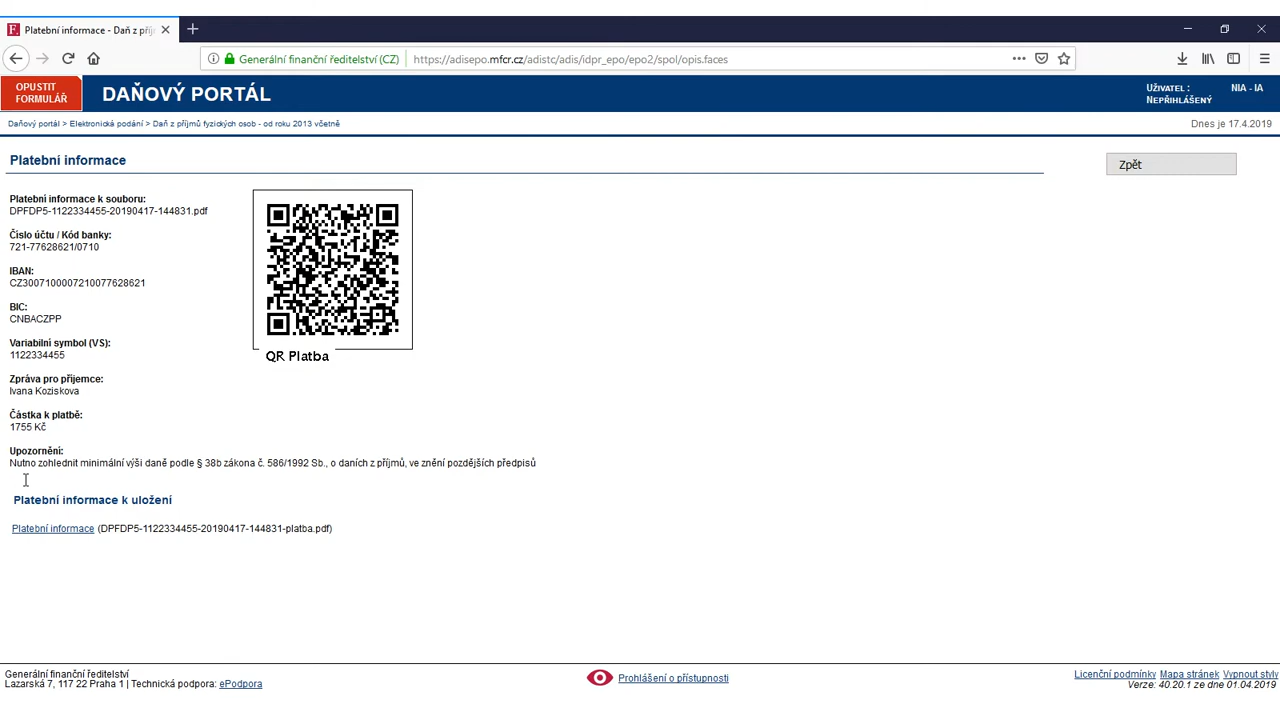 Platební informace - Daň z příj
Generální finanční ředitelství (CZ)
https://adisepo.mfcr.cz/adistc/adis/idpr_epo/epo2/spol/opis.faces
OPUSTIT
FORMULÁŘ
DAŇOVÝ PORTÁL
UŽIVATEL :
NEPŘIHLÁŠENÝ
NIA - IA
Daňový portál > Elektronická podání > Daň z příjmů fyzických osob - od roku 2013 včetně
Dnes je 17.4.2019
Platební informace
Zpět
Platební informace k souboru:
DPFDP5-1122334455-20190417-144831.pdf
Číslo účtu / Kód banky:
721-77628621/0710
IBAN:
CZ3007100007210077628621
BIC:
CNBACZPP
Variabilní symbol (VS):
1122334455
Zpráva pro příjemce:
Ivana Koziskova
Částka k platbě:
1755 Kč
QR Platba
Upozornění:
Nutno zohlednit minimální výši daně podle § 38b zákona č. 586/1992 Sb., o daních z příjmů, ve znění pozdějších předpisů
Platební informace k uložení
Platební informace (DPFDP5-1122334455-20190417-144831-platba.pdf)
Generální finanční ředitelství
Lazarská 7, 117 22 Praha 1 | Technická podpora: ePodpora
Prohlášení o přístupnosti
Licenční podmínky Mapa stránek Vypnout styly
Verze: 40.20.1 ze dne 01.04.2019